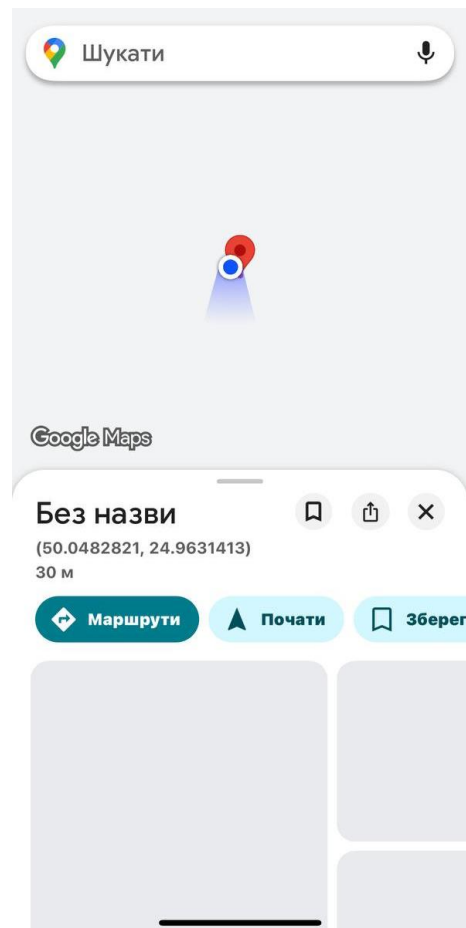 Шукати
Google Maps
Без назви
(50.0482821, 24.9631413)
30 м
Маршрути
Почати
Зберег